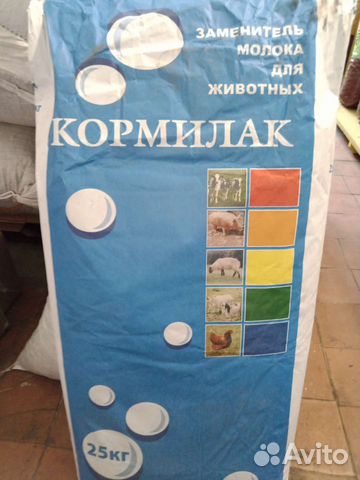 ЗАМЕНИТЕЛЬ
МОЛОКА
ДЛЯ
ЖИВОТНЫХ
КОРМИЛАК
25КГ
Avito